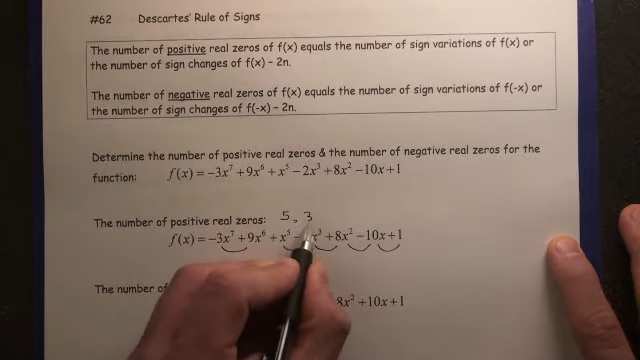 #62 Descartes' Rule of Signs
The number of positive real zeros of f(x) equals the number of sign variations of f(x) or
the number of sign changes of f(x) – 2n.
The number of negative real zeros of f(x) equals the number of sign variations of f(-x) or
the number of sign changes of f(-x) – 2n.
Determine the number of positive real zeros & the number of negative real zeros for the
function: f(x) = −3x⁷ + 9x⁶ + x⁵ − 2x³ + 8x² − 10x + 1
The number of positive real zeros: 5, 3
f(x) = −3x⁷ + 9x⁶ + x⁵ − x³ + 8x² − 10x + 1
The number of
8x² + 10x + 1